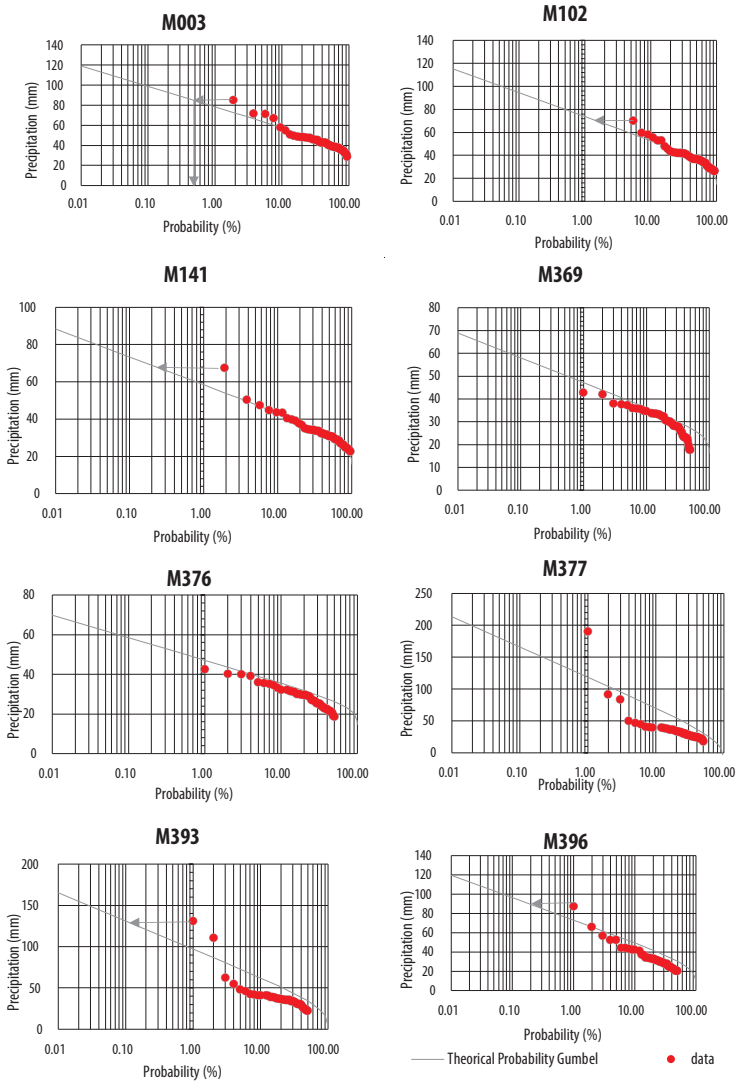 M003
Precipitation (mm)
140
120
100
80
60
40
20
0
0.01 0.10 1.00 10.00 100.00
Probability (%)
M102
Precipitation (mm)
140
120
100
80
60
40
20
0
0.01 0.10 1.00 10.00 100.00
Probability (%)
M141
Precipitation (mm)
100
80
60
40
20
0
0.01 0.10 1.00 10.00 100.00
Probability (%)
M369
Precipitation (mm)
80
70
60
50
40
30
20
10
0
0.01 0.10 1.00 10.00 100.00
Probability (%)
M376
Precipitation (mm)
80
60
40
20
0
0.01 0.10 1.00 10.00 100.00
Probability (%)
M377
Precipitation (mm)
250
200
150
100
50
0
0.01 0.10 1.00 10.00 100.00
Probability (%)
M393
Precipitation (mm)
200
150
100
50
0
0.01 0.10 1.00 10.00 100.00
Probability (%)
M396
Precipitation (mm)
140
120
100
80
60
40
20
0
0.01 0.10 1.00 10.00 100.00
Probability (%)
Theorical Probability Gumbel data